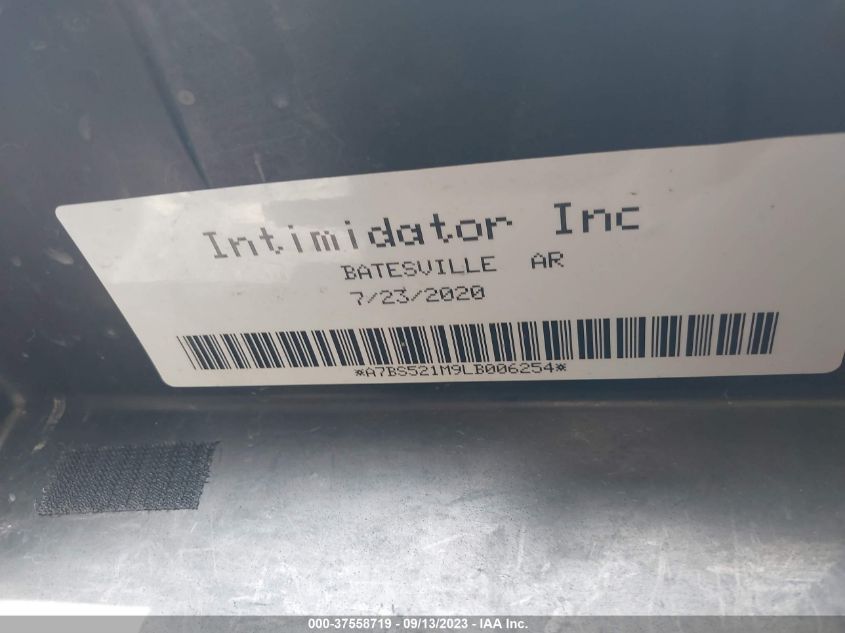 Intimidator Inc
BATESVILLE AR
7/23/2020
*A7BS521M9LB006254*
000-37558719 - 09/13/2023 - IAA Inc.